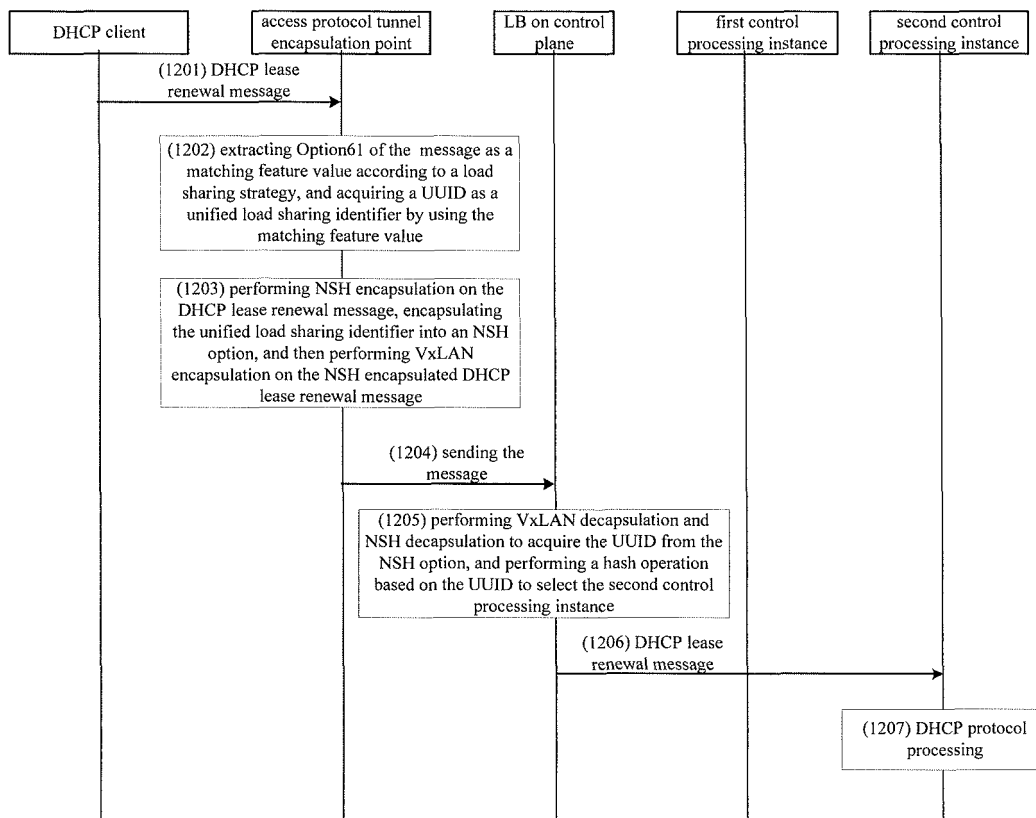 DHCP client
access protocol tunnel
encapsulation point
LB on control
plane
first control
processing instance
second control
processing instance
(1201) DHCP lease
renewal message
(1202) extracting Option61 of the message as a
matching feature value according to a load
sharing strategy, and acquiring a UUID as a
unified load sharing identifier by using the
matching feature value
(1203) performing NSH encapsulation on the
DHCP lease renewal message, encapsulating
the unified load sharing identifier into an NSH
option, and then performing VxLAN
encapsulation on the NSH encapsulated DHCP
lease renewal message
(1204) sending the
message
(1205) performing VxLAN decapsulation and
NSH decapsulation to acquire the UUID from the
NSH option, and performing a hash operation
based on the UUID to select the second control
processing instance
(1206) DHCP lease
renewal message
(1207) DHCP protocol
processing